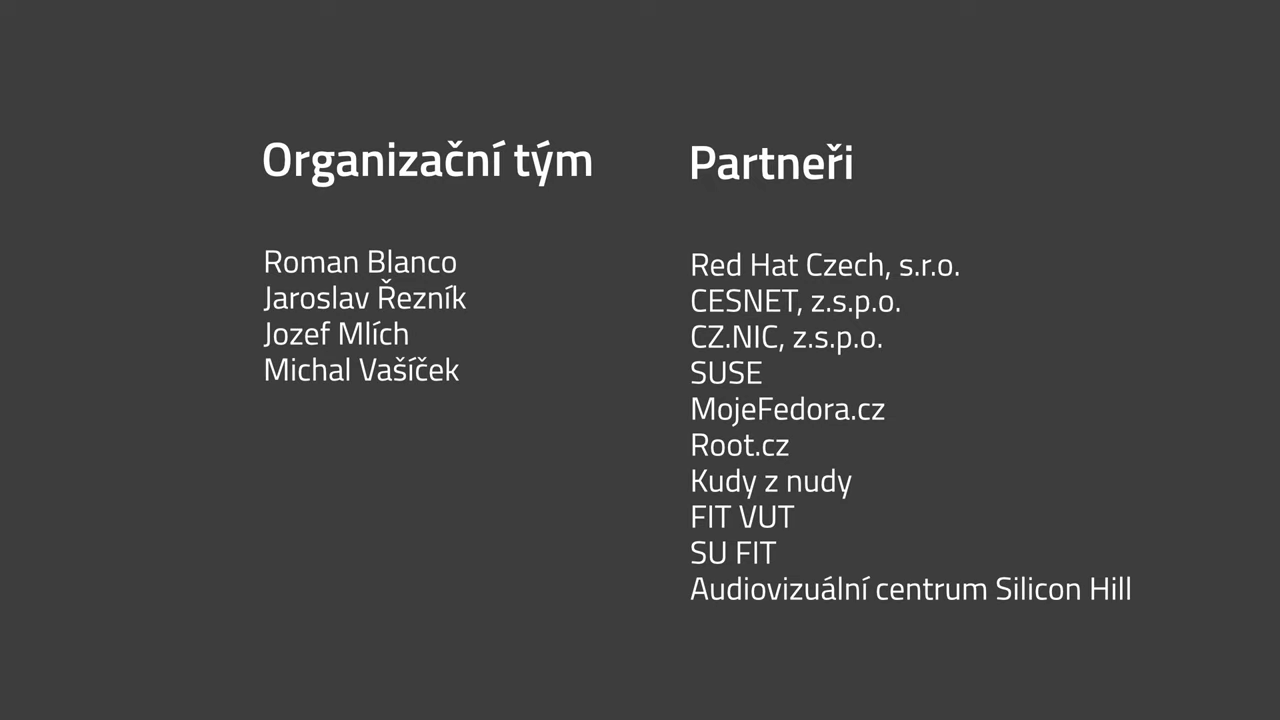 Organizační tým
Roman Blanco
Jaroslav Řezník
Jozef Mlích
Michal Vašíček
Partneři
Red Hat Czech, s.r.o.
CESNET, z.s.p.o.
CZ.NIC, z.s.p.o.
SUSE
MojeFedora.cz
Root.cz
Kudy z nudy
FIT VUT
SU FIT
Audiovizuální centrum Silicon Hill